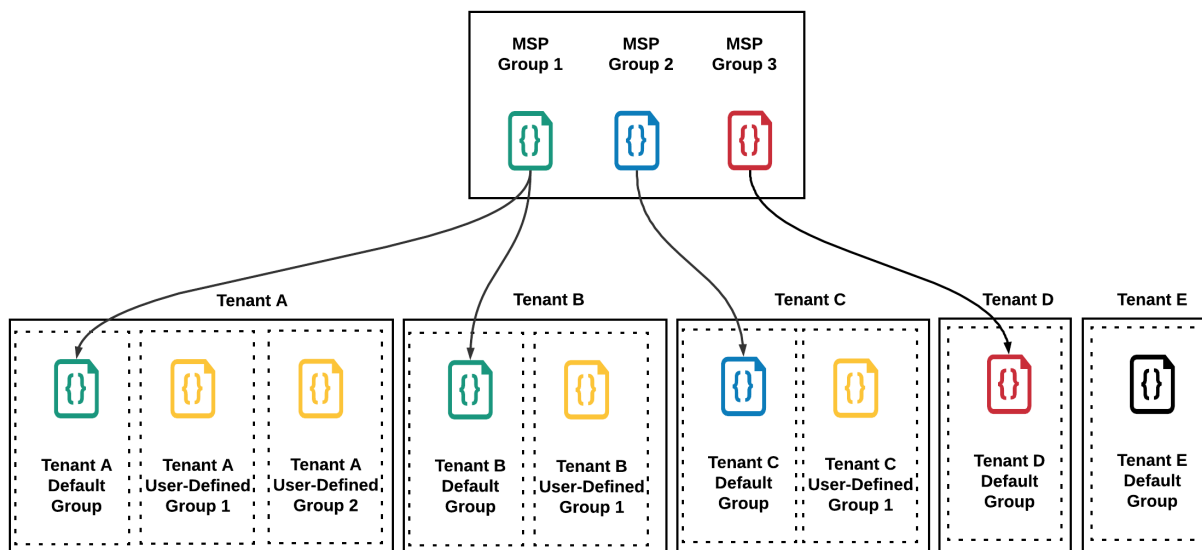 MSP
Group 1
MSP
Group 2
MSP
Group 3
{}
{}
{}
Tenant A
Tenant B
Tenant C
Tenant D
Tenant E
{}
{}
{}
{}
{}
{}
{}
{}
{}
Tenant A
Default
Group
Tenant A
User-Defined
Group 1
Tenant A
User-Defined
Group 2
Tenant B
Default
Group
Tenant B
User-Defined
Group 1
Tenant C
Default
Group
Tenant C
User-Defined
Group 1
Tenant D
Default
Group
Tenant E
Default
Group